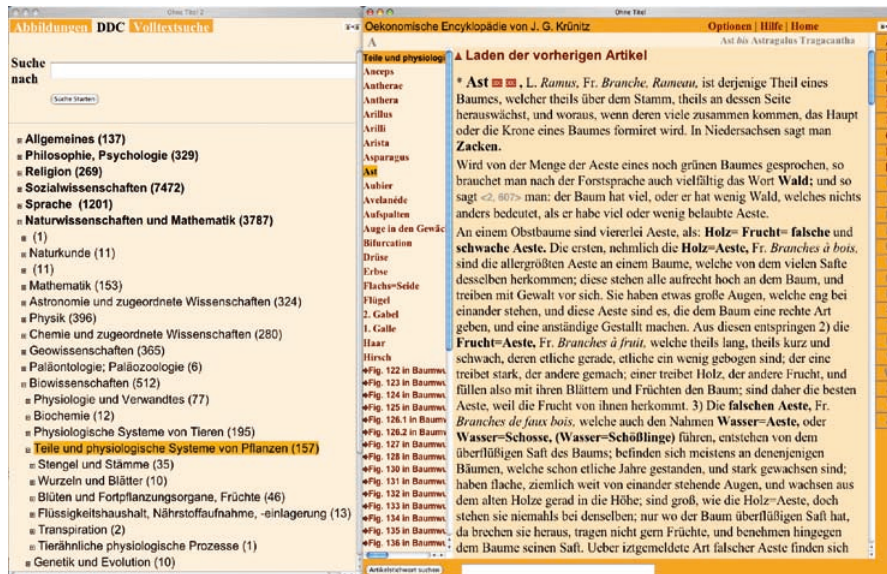 Ohne Titel 2
Abbildungen DDC Volltextsuche
Suche
nach
Suche Starten
Allgemeines (137)
Philosophie, Psychologie (329)
Religion (269)
Sozialwissenschaften (7472)
Sprache (1201)
Naturwissenschaften und Mathematik (3787)
(1)
Naturkunde (11)
(11)
Mathematik (153)
Astronomie und zugeordnete Wissenschaften (324)
Physik (396)
Chemie und zugeordnete Wissenschaften (280)
Geowissenschaften (365)
Paläontologie; Paläozoologie (6)
Biowissenschaften (512)
Physiologie und Verwandtes (77)
Biochemie (12)
Physiologische Systeme von Tieren (195)
Teile und physiologische Systeme von Pflanzen (157)
Stengel und Stämme (35)
Wurzeln und Blätter (10)
Blüten und Fortpflanzungsorgane, Früchte (46)
Flüssigkeitshaushalt, Nährstoffaufnahme, -einlagerung (13)
Transpiration (2)
Tierähnliche physiologische Prozesse (1)
Genetik und Evolution (10)
Ohne Titel
Oekonomische Encyklopädie von J. G. Krünitz
Optionen | Hilfe | Home
A
Ast bis Astragalus Tragacantha
Teile und physiologi
Anceps
Antherae
Anthera
Arillus
Arilli
Arista
Asparagus
Ast
Aubier
Avelanède
Aufspalten
Auge in den Gewäc
Bifurcation
Drüse
Erbse
Flachs=Seide
Flügel
2. Gabel
1. Galle
Haar
Hirsch
Fig. 122 in Baumwu
Fig. 123 in Baumwu
Fig. 124 in Baumwu
Fig. 125 in Baumwu
Fig. 126.1 in Baumv
Fig. 126.2 in Baumv
Fig. 127 in Baumwu
Fig. 128 in Baumwu
Fig. 130 in Baumwu
Fig. 131 in Baumwu
Fig. 132 in Baumwu
Fig. 133 in Baumwu
Fig. 134 in Baumwu
Fig. 135 in Baumwu
Fig. 136 in Baumwu
Artikelstichwort suchen
Laden der vorherigen Artikel
* Ast , L. Ramus, Fr. Branche, Rameau, ist derjenige Theil eines
Baumes, welcher theils über dem Stamm, theils an dessen Seite
herauswächst, und woraus, wenn deren viele zusammen kommen, das Haupt
oder die Krone eines Baumes formiret wird. In Niedersachsen sagt man
Zacken.
Wird von der Menge der Aeste eines noch grünen Baumes gesprochen, so
brauchet man nach der Forstsprache auch vielfältig das Wort Wald; und so
sagt <2, 607> man: der Baum hat viel, oder er hat wenig Wald, welches nichts
anders bedeutet, als er habe viel oder wenig belaubte Aeste.
An einem Obstbaume sind viererlei Aeste, als: Holz= Frucht= falsche und
schwache Aeste. Die ersten, nehmlich die Holz=Aeste, Fr. Branches à bois,
sind die allergrößten Aeste an einem Baume, welche von dem vielen Safte
desselben herkommen; diese stehen alle aufrecht hoch an dem Baum, und
treiben mit Gewalt vor sich. Sie haben etwas große Augen, welche eng bei
einander stehen, und diese Aeste sind es, die dem Baum eine rechte Art
geben, und eine anständige Gestallt machen. Aus diesen entspringen 2) die
Frucht=Aeste, Fr. Branches à fruit, welche theils lang, theils kurz und
schwach, deren etliche gerade, etliche ein wenig gebogen sind; der eine
treibet stark, der andere gemach; einer treibet Holz, der andere Frucht, und
füllen also mit ihren Blättern und Früchten den Baum; sind daher die besten
Aeste, weil die Frucht von ihnen herkommt. 3) Die falschen Aeste, Fr.
Branches de faux bois, welche auch den Nahmen Wasser=Aeste, oder
Wasser=Schosse, (Wasser=Schößlinge) führen, entstehen von dem
überflüßigen Saft des Baums; befinden sich meistens an denenjenigen
Bäumen, welche schon etliche Jahre gestanden, und stark gewachsen sind;
haben flache, ziemlich weit von einander stehende Augen, und wachsen aus
dem alten Holze gerad in die Höhe; sind groß, wie die Holz=Aeste, doch
stehen sie niemahls bei denselben; nur wo der Baum überflüßigen Saft hat,
da brechen sie heraus, tragen nicht gern Früchte, und benehmen hingegen
dem Baume seinen Saft. Ueber iztgemeldete Art falscher Aeste finden sich